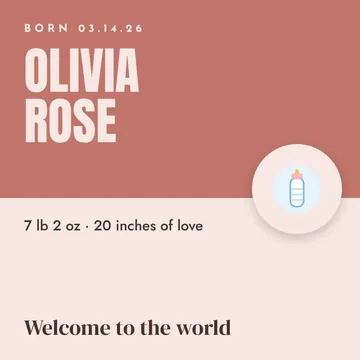 BORN 03.14.26
OLIVIA
ROSE
7 lb 2 oz · 20 inches of love
Welcome to the world